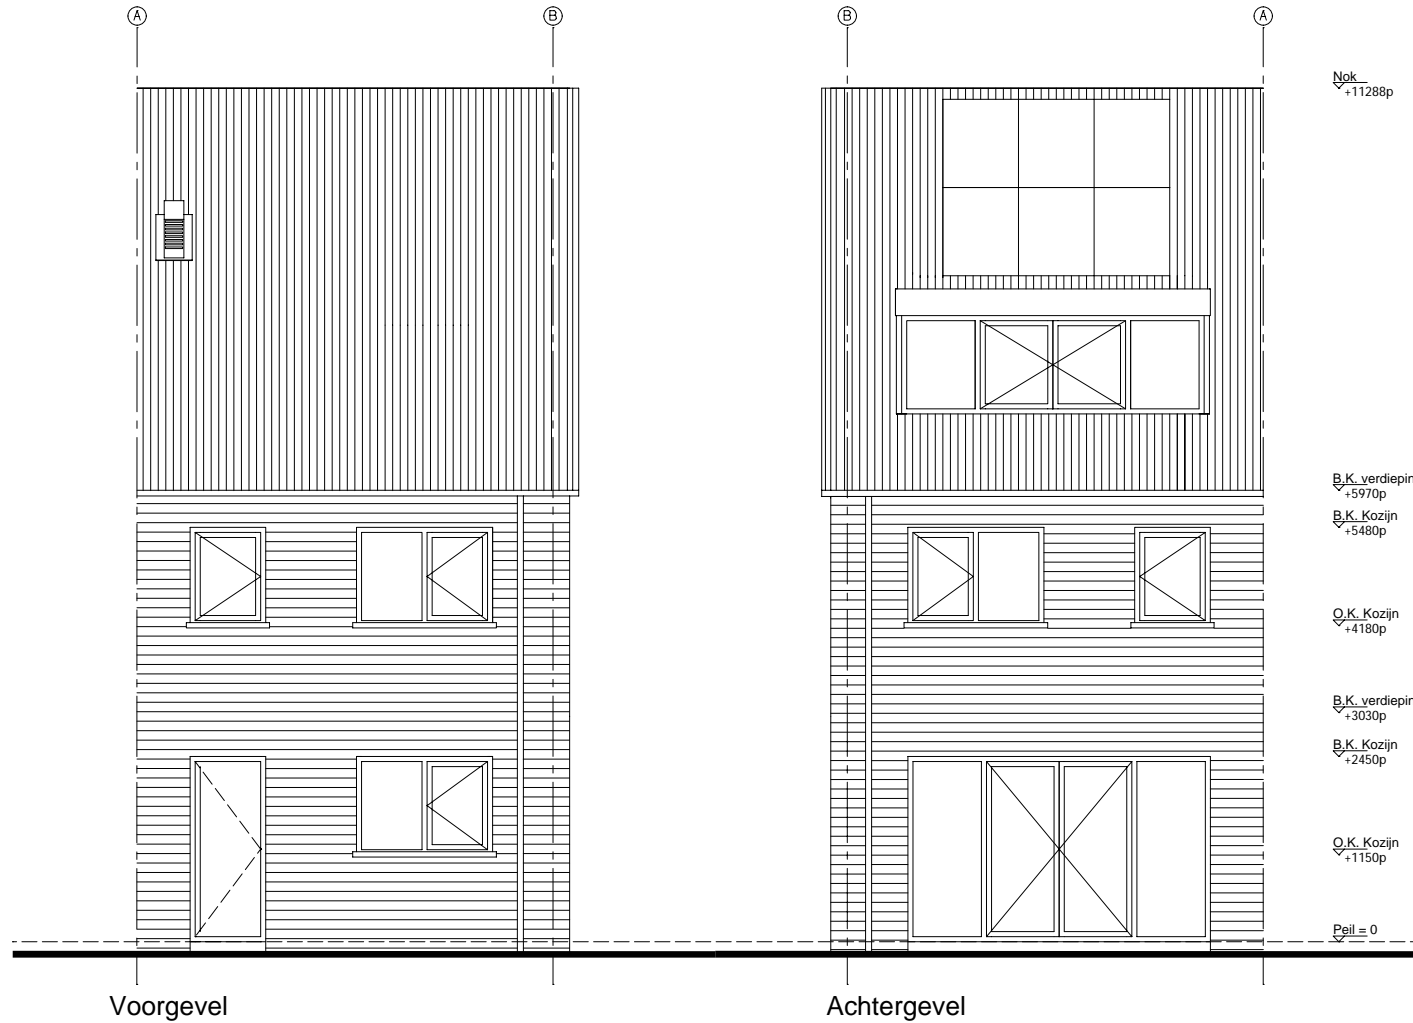 A
B
B
A
Nok
+11288p
B.K. verdiepin
+5970p
B.K. Kozijn
+5480p
O.K. Kozijn
+4180p
B.K. verdiepin
+3030p
B.K. Kozijn
+2450p
O.K. Kozijn
+1150p
Peil = 0
Voorgevel
Achtergevel